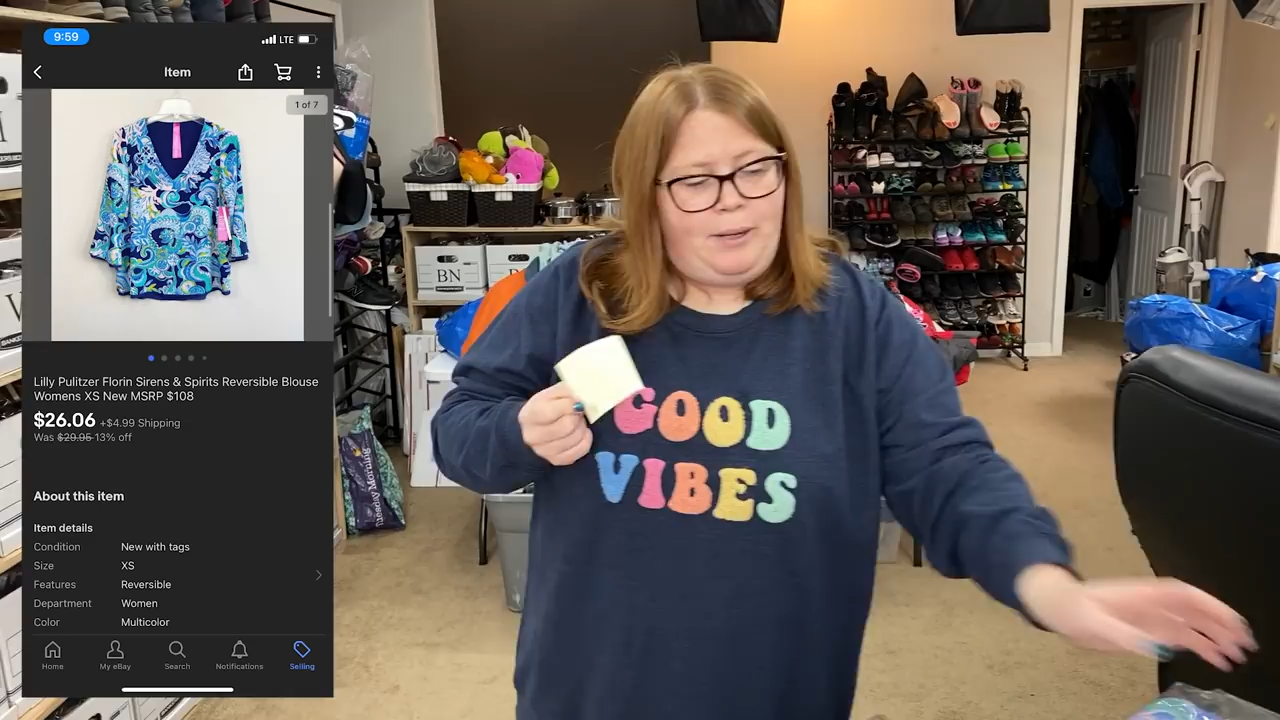 9:59
LTE
Item
1 of 7
Lilly Pulitzer Florin Sirens & Spirits Reversible Blouse
Womens XS New MSRP $108
$26.06 +$4.99 Shipping
Was $29.95 13% off
About this item
Item details
Condition New with tags
Size XS
Features Reversible
Department Women
Color Multicolor
Home My eBay Search Notifications Selling
BN
GOOD
VIBES
Tuesday Morning